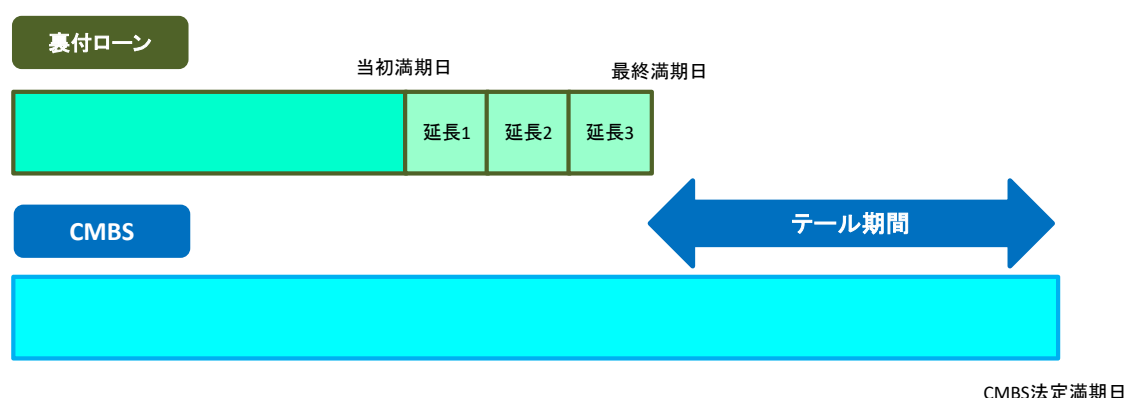 裏付ローン
当初満期日
最終満期日
延長1
延長2
延長3
CMBS
テール期間
CMBS法定満期日